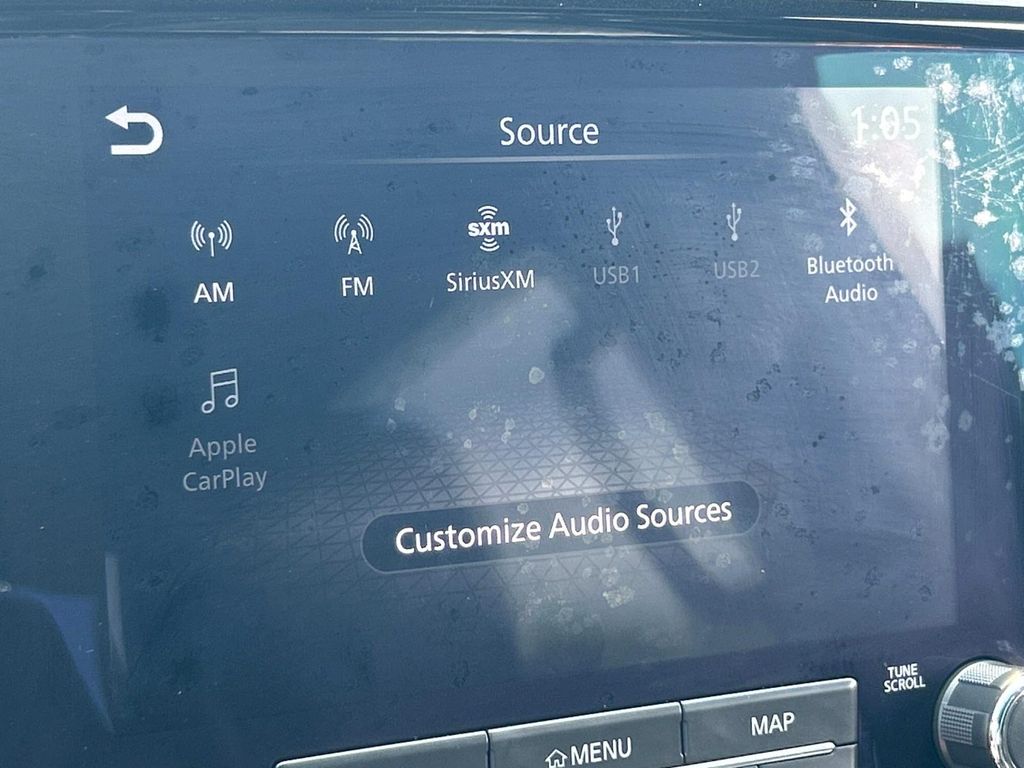 Source
1:05
sxm
AM
FM
SiriusXM
USB1
USB2
Bluetooth
Audio
Apple
CarPlay
Customize Audio Sources
TUNE
SCROLL
MENU
MAP